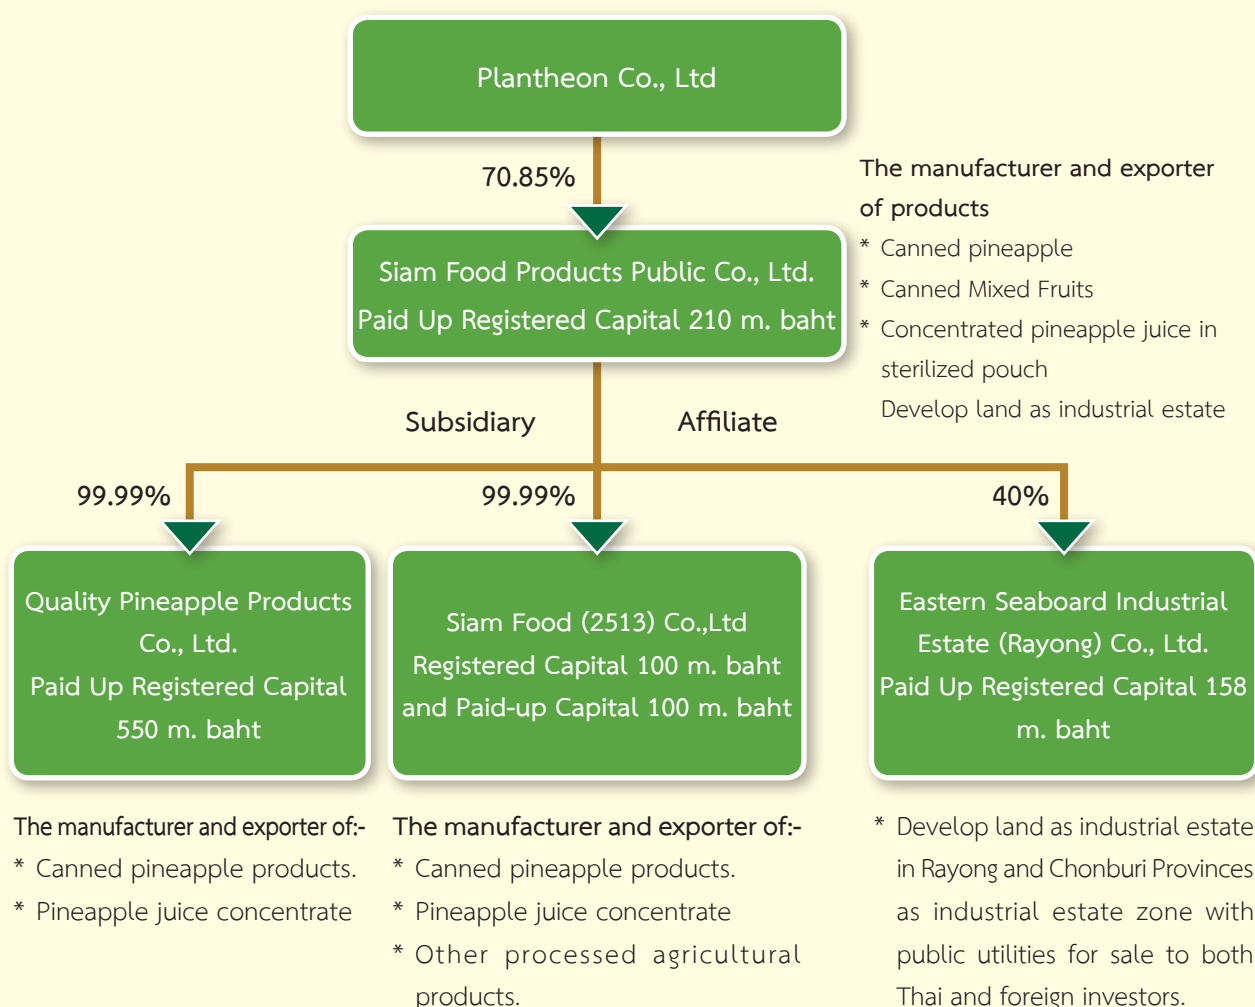 Plantheon Co., Ltd
70.85%
The manufacturer and exporter
of products
* Canned pineapple
* Canned Mixed Fruits
* Concentrated pineapple juice in
sterilized pouch
Develop land as industrial estate
Siam Food Products Public Co., Ltd.
Paid Up Registered Capital 210 m. baht
Subsidiary
Affiliate
99.99%
99.99%
40%
Quality Pineapple Products
Co., Ltd.
Paid Up Registered Capital
550 m. baht
Siam Food (2513) Co.,Ltd
Registered Capital 100 m. baht
and Paid-up Capital 100 m. baht
Eastern Seaboard Industrial
Estate (Rayong) Co., Ltd.
Paid Up Registered Capital 158
m. baht
The manufacturer and exporter of:-
* Canned pineapple products.
* Pineapple juice concentrate
The manufacturer and exporter of:-
* Canned pineapple products.
* Pineapple juice concentrate
* Other processed agricultural
products.
* Develop land as industrial estate
in Rayong and Chonburi Provinces
as industrial estate zone with
public utilities for sale to both
Thai and foreign investors.